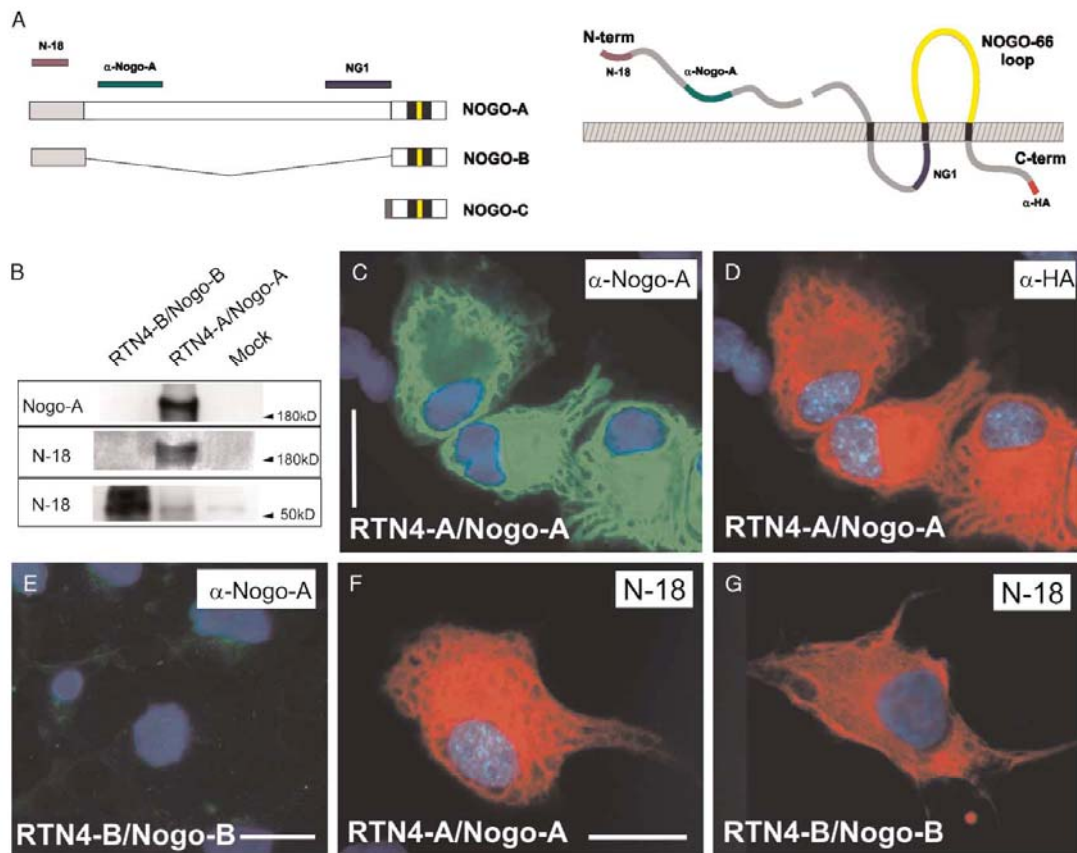 A
N-18
α-Nogo-A
NG1
NOGO-A
NOGO-B
NOGO-C
N-term
N-18
α-Nogo-A
NOGO-66
loop
C-term
NG1
α-HA
B
RTN4-B/Nogo-B
RTN4-A/Nogo-A
Mock
Nogo-A
180kD
N-18
180kD
N-18
50kD
C
α-Nogo-A
RTN4-A/Nogo-A
D
α-HA
RTN4-A/Nogo-A
E
α-Nogo-A
RTN4-B/Nogo-B
F
N-18
RTN4-A/Nogo-A
G
N-18
RTN4-B/Nogo-B